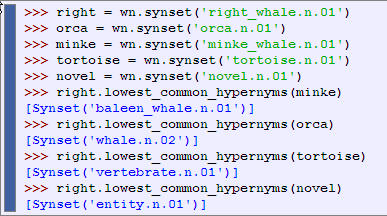 >>> right = wn.synset('right_whale.n.01')
>>> orca = wn.synset('orca.n.01')
>>> minke = wn.synset('minke_whale.n.01')
>>> tortoise = wn.synset('tortoise.n.01')
>>> novel = wn.synset('novel.n.01')
>>> right.lowest_common_hypernyms(minke)
[Synset('baleen_whale.n.01')]
>>> right.lowest_common_hypernyms(orca)
[Synset('whale.n.02')]
>>> right.lowest_common_hypernyms(tortoise)
[Synset('vertebrate.n.01')]
>>> right.lowest_common_hypernyms(novel)
[Synset('entity.n.01')]